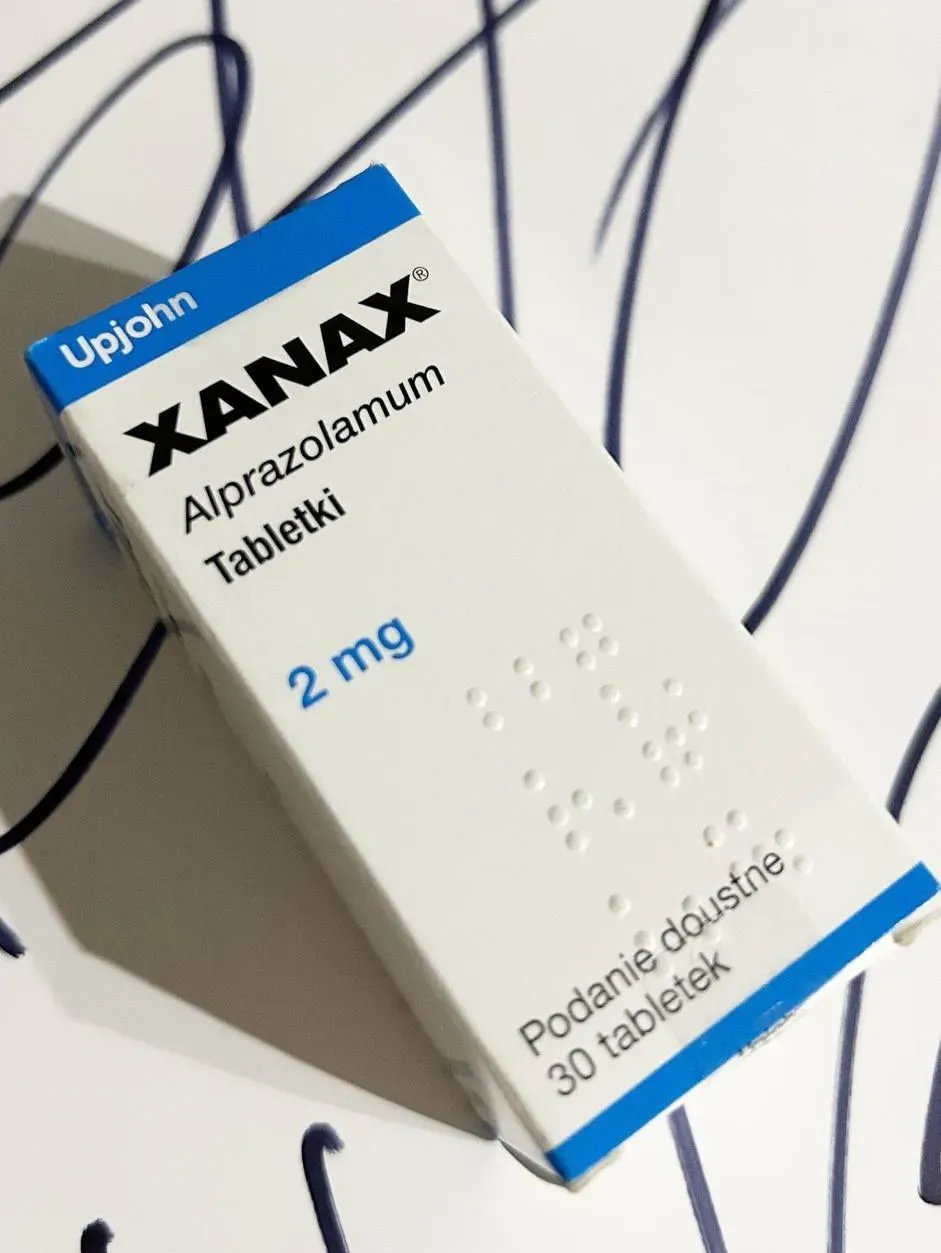 Upjohn
XANAX®
Alprazolamum
Tabletki
2 mg
Podanie doustne
30 tabletek